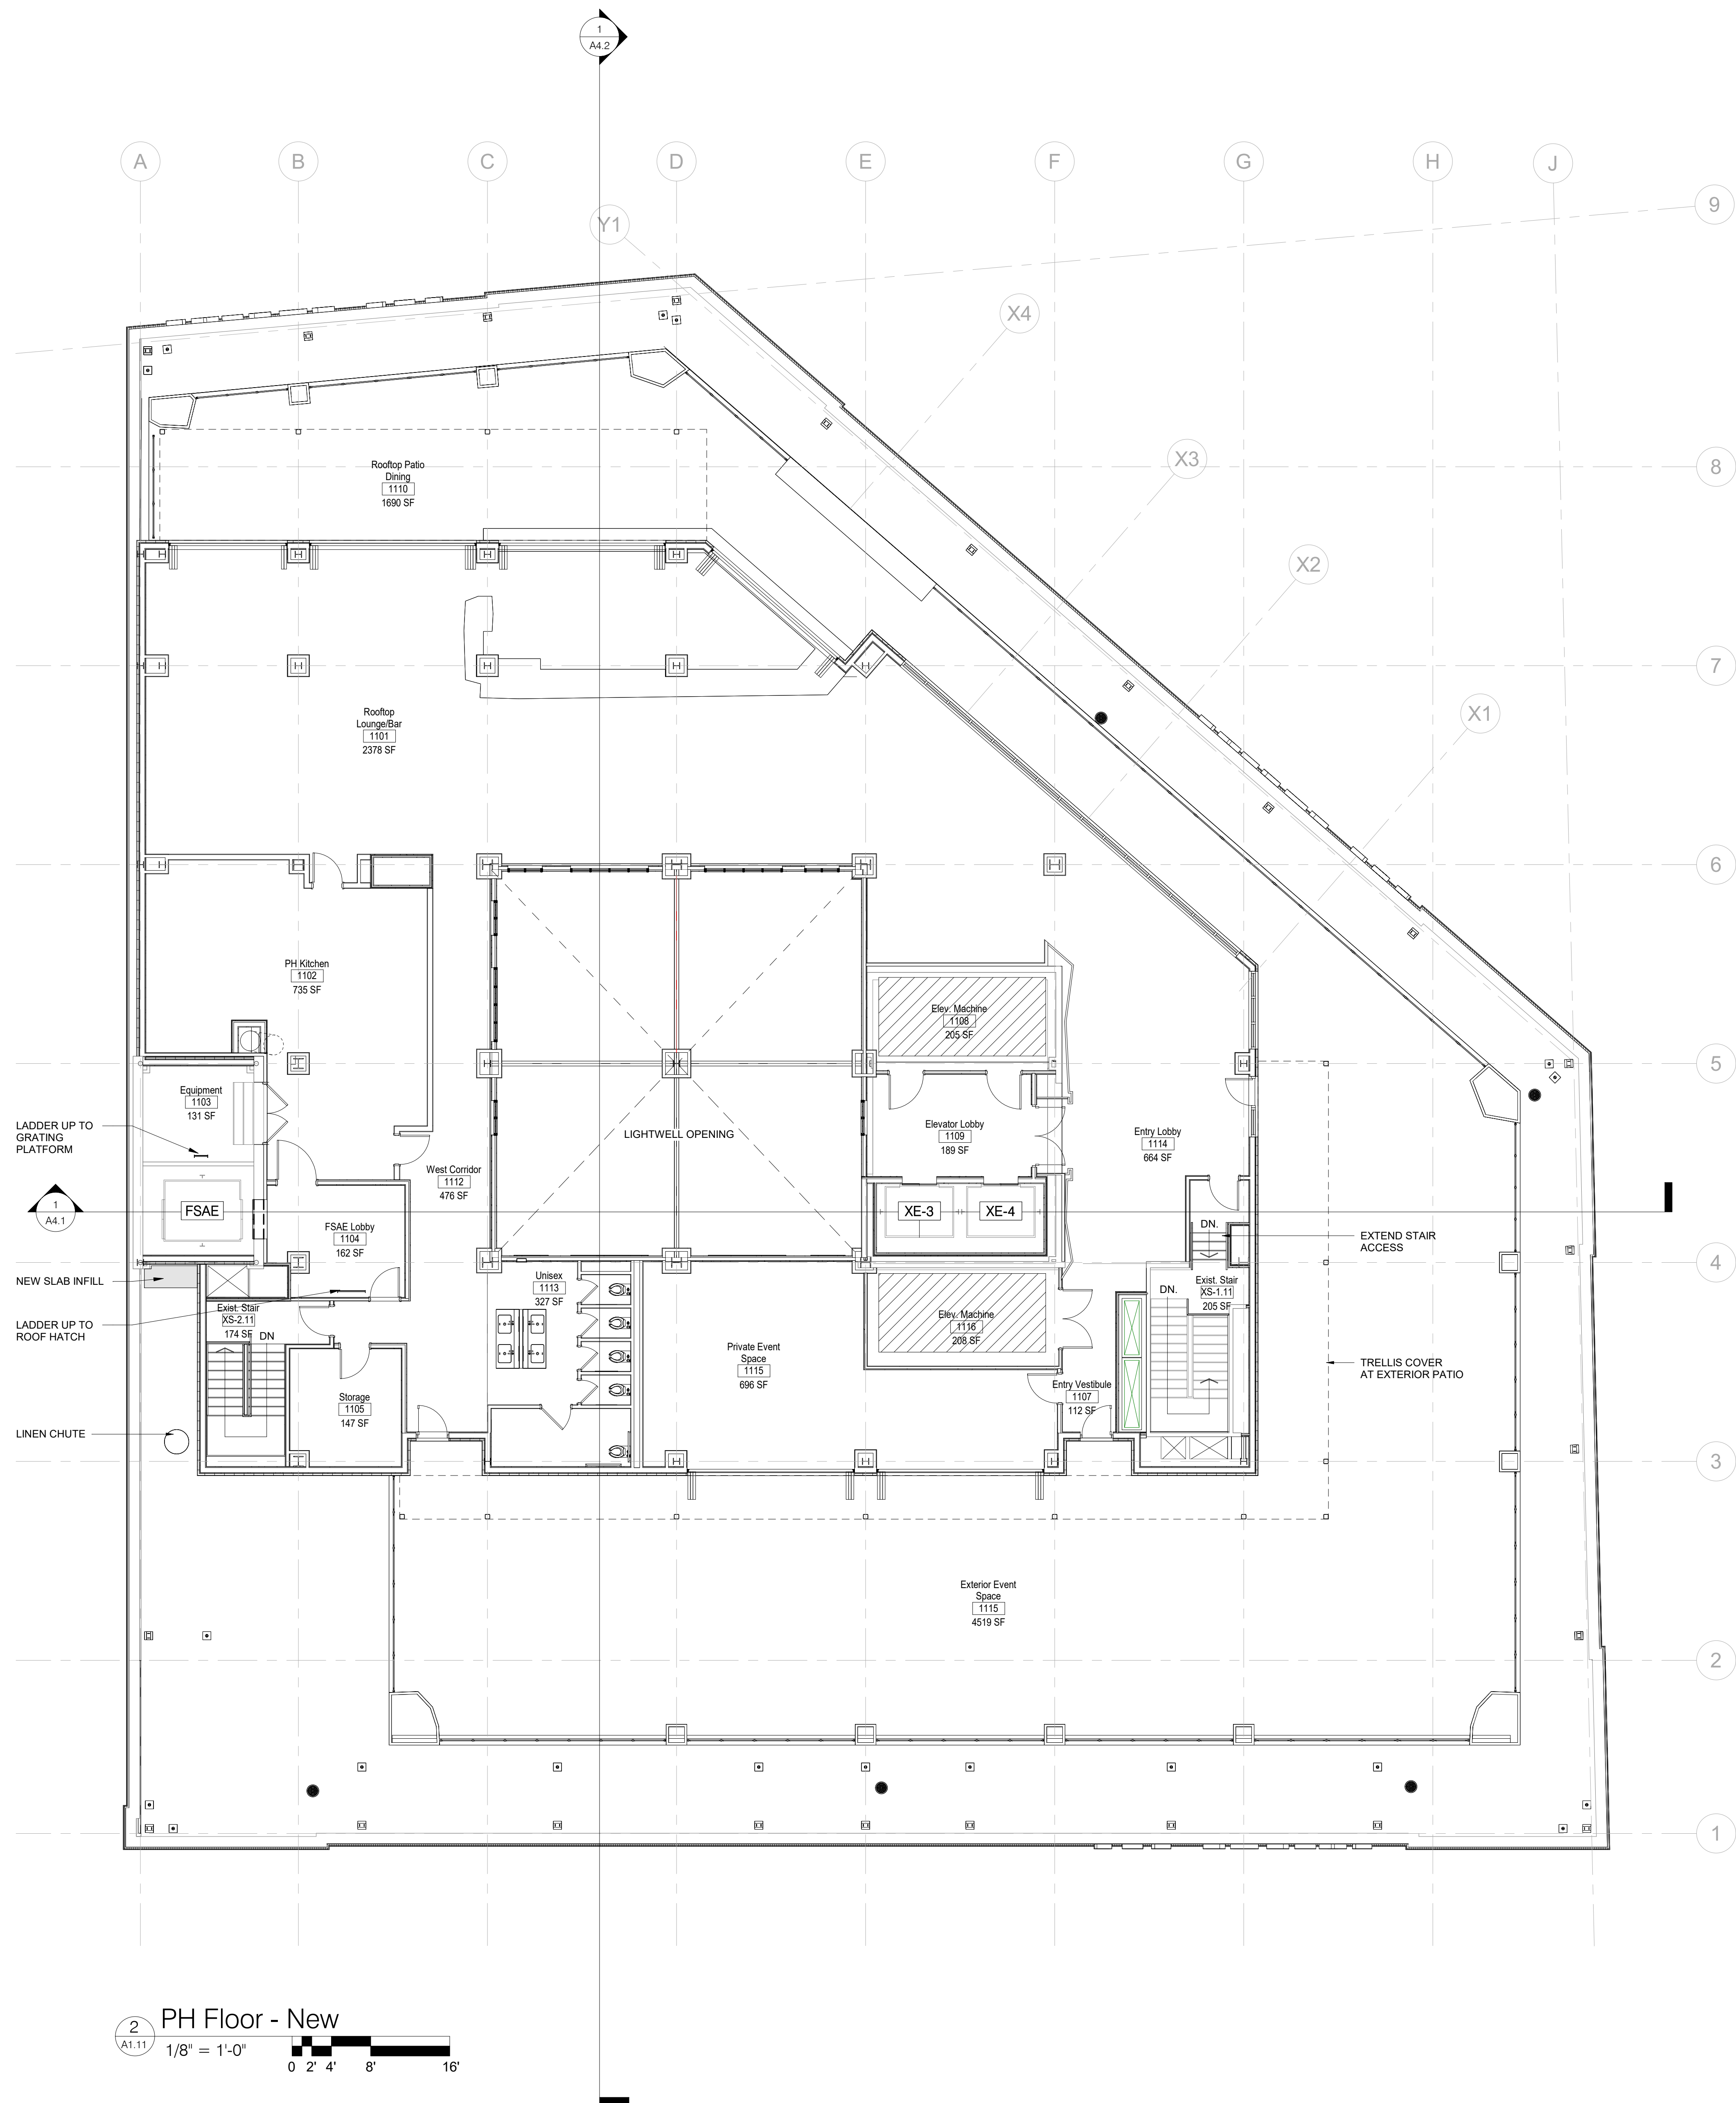 1
A4.2
A
B
C
D
E
F
G
H
J
9
Y1
X4
X3
8
Rooftop Patio
Dining
1110
1690 SF
X2
7
X1
Rooftop
Lounge/Bar
1101
2378 SF
6
PH Kitchen
1102
735 SF
Elev. Machine
1108
205 SF
5
Equipment
1103
131 SF
LADDER UP TO
GRATING
PLATFORM
LIGHTWELL OPENING
Elevator Lobby
1109
189 SF
Entry Lobby
1114
664 SF
West Corridor
1112
476 SF
1
A4.1
FSAE
FSAE Lobby
1104
162 SF
XE-3
XE-4
DN.
EXTEND STAIR
ACCESS
4
NEW SLAB INFILL
Unisex
1113
327 SF
Exist. Stair
XS-1.11
205 SF
DN.
LADDER UP TO
ROOF HATCH
Exist. Stair
XS-2.11
174 SF
DN
Elev. Machine
1116
208 SF
Private Event
Space
1115
696 SF
TRELLIS COVER
AT EXTERIOR PATIO
Storage
1105
147 SF
Entry Vestibule
1107
112 SF
LINEN CHUTE
3
Exterior Event
Space
1115
4519 SF
2
1
2
A1.11
PH Floor - New
1/8" = 1'-0"
0 2' 4' 8' 16'